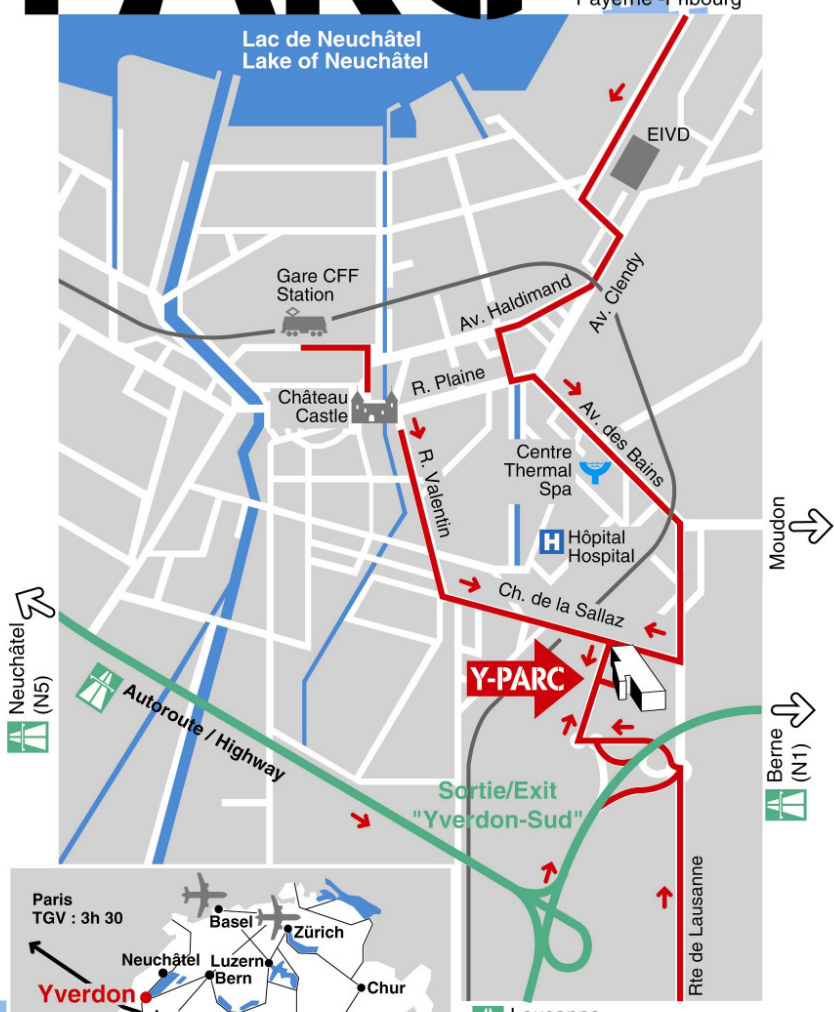 PARC
Payerne -Fribourg
Lac de Neuchâtel
Lake of Neuchâtel
EIVD
Av. Clendy
Gare CFF
Station
Av. Haldimand
R. Plaine
Château
Castle
R. Valentin
Av. des Bains
Centre
Thermal
Spa
H
Hôpital
Hospital
Moudon
Ch. de la Sallaz
Y-PARC
Neuchâtel
(N5)
Autoroute / Highway
Berne
(N1)
Sortie/Exit
"Yverdon-Sud"
Rte de Lausanne
Paris
TGV : 3h 30
Basel
Zürich
Neuchâtel
Luzern
Bern
Yverdon
Chur
Lausanne